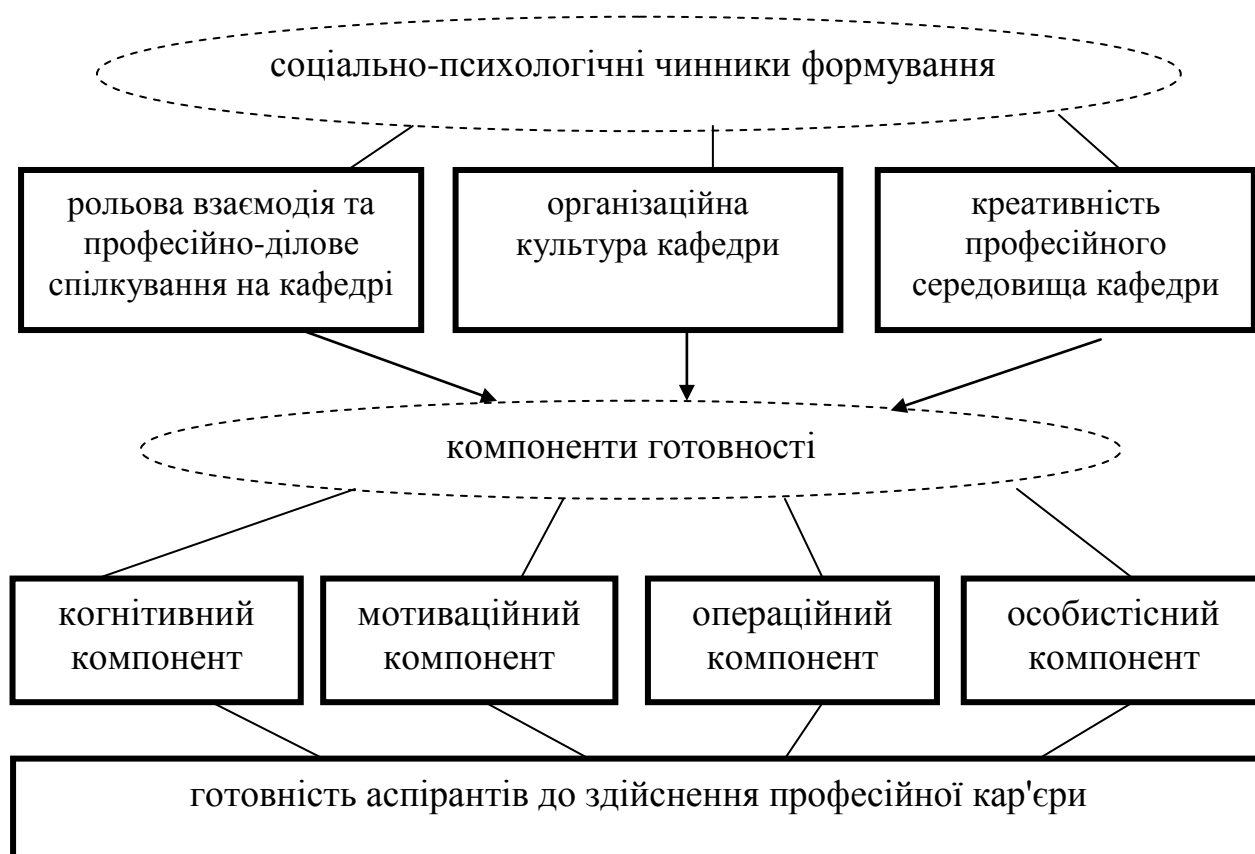 соціально-психологічні чинники формування
рольова взаємодія та
професійно-ділове
спілкування на кафедрі
організаційна
культура кафедри
креативність
професійного
середовища кафедри
компоненти готовності
когнітивний
компонент
мотиваційний
компонент
операційний
компонент
особистісний
компонент
готовність аспірантів до здійснення професійної кар'єри